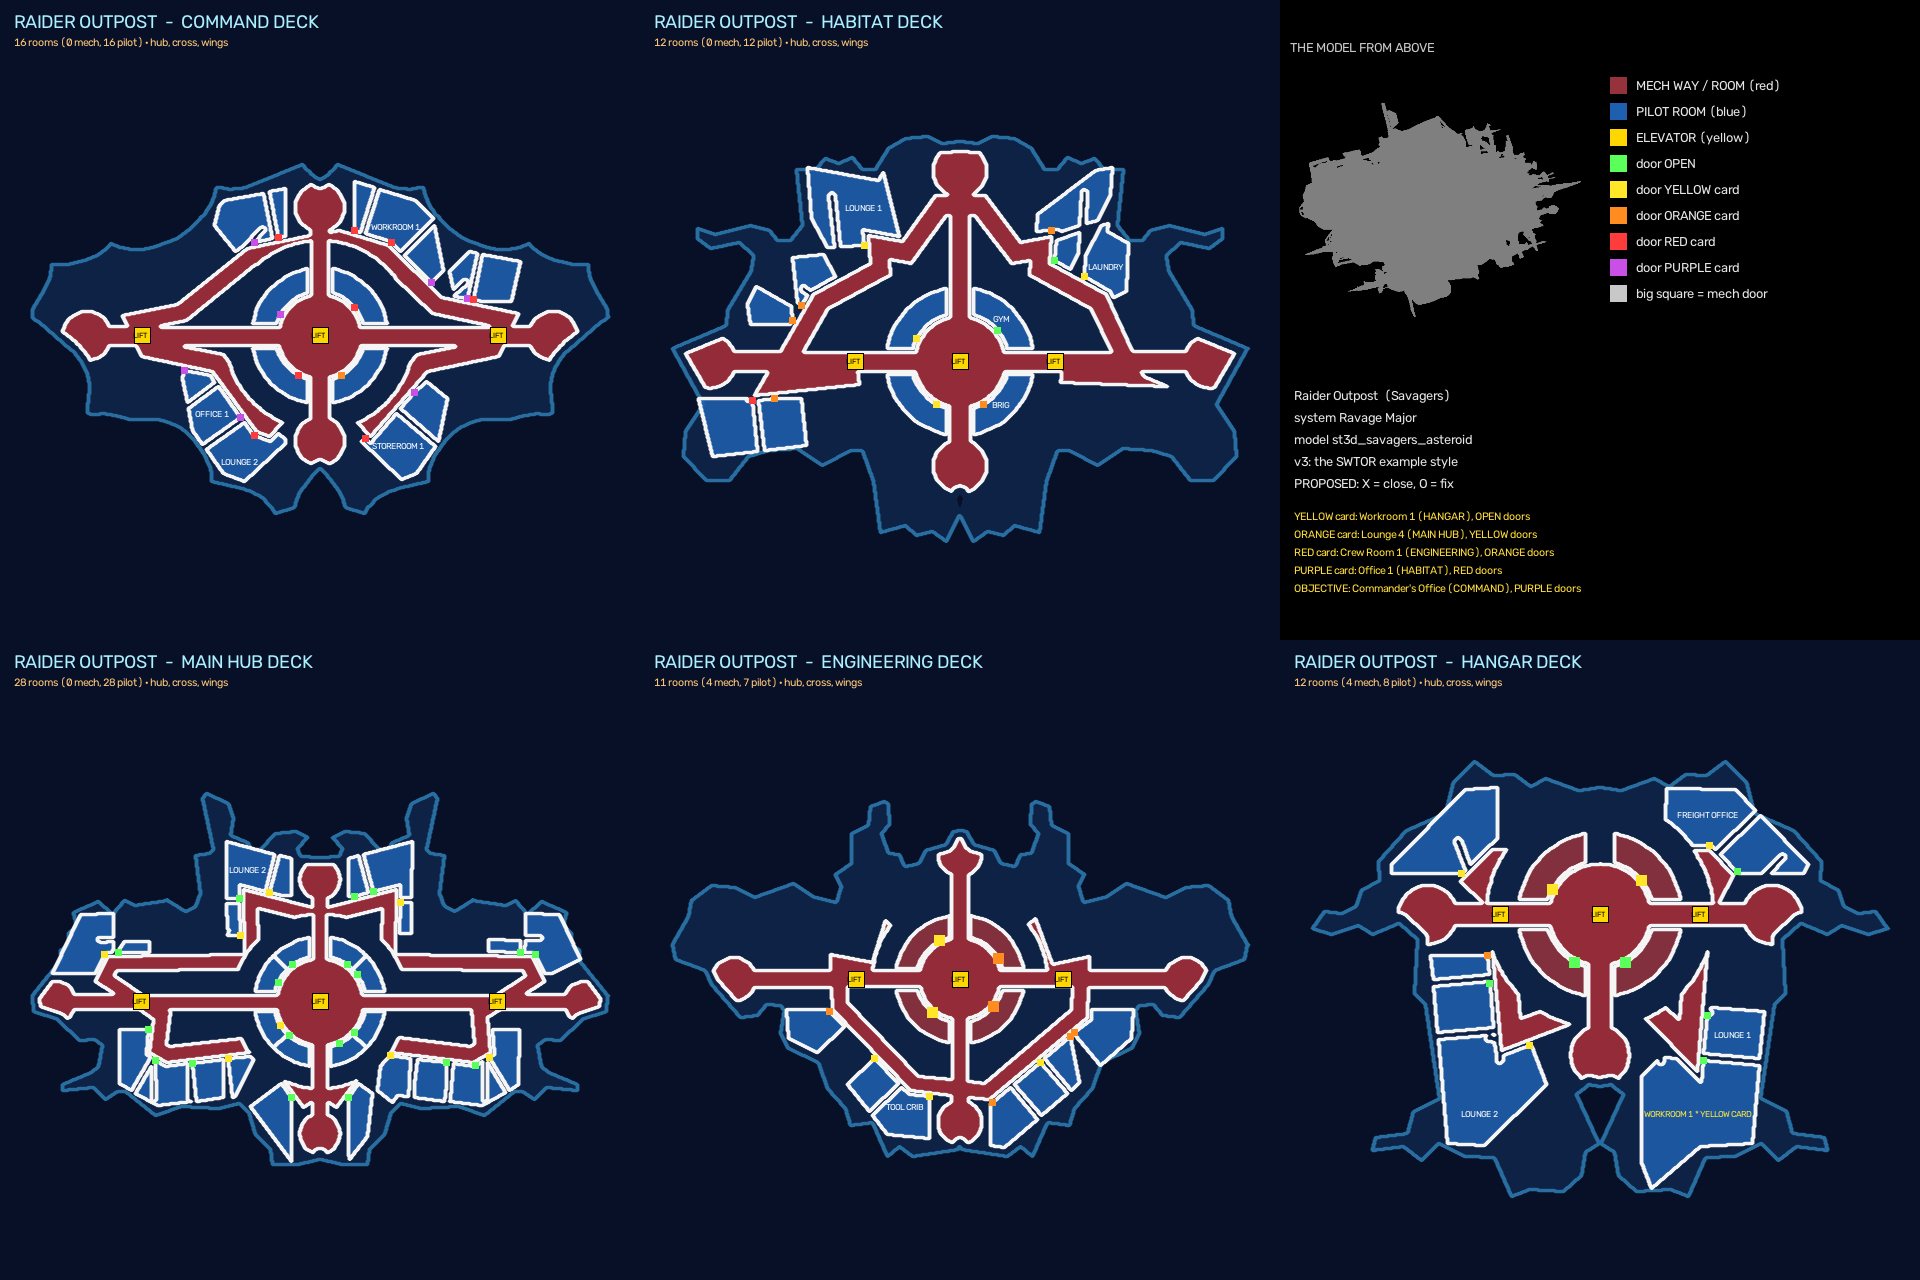 RAIDER OUTPOST - COMMAND DECK
16 rooms (0 mech, 16 pilot) • hub, cross, wings
WORKROOM 1
LIFT
LIFT
LIFT
OFFICE 1
STOREROOM 1
LOUNGE 2
RAIDER OUTPOST - HABITAT DECK
12 rooms (0 mech, 12 pilot) • hub, cross, wings
LOUNGE 1
LAUNDRY
GYM
LIFT
LIFT
LIFT
BRIG
THE MODEL FROM ABOVE
MECH WAY / ROOM (red)
PILOT ROOM (blue)
ELEVATOR (yellow)
door OPEN
door YELLOW card
door ORANGE card
door RED card
door PURPLE card
big square = mech door
Raider Outpost (Savagers)
system Ravage Major
model st3d_savagers_asteroid
v3: the SWTOR example style
PROPOSED: X = close, O = fix
YELLOW card: Workroom 1 (HANGAR), OPEN doors
ORANGE card: Lounge 4 (MAIN HUB), YELLOW doors
RED card: Crew Room 1 (ENGINEERING), ORANGE doors
PURPLE card: Office 1 (HABITAT), RED doors
OBJECTIVE: Commander's Office (COMMAND), PURPLE doors
RAIDER OUTPOST - MAIN HUB DECK
28 rooms (0 mech, 28 pilot) • hub, cross, wings
LOUNGE 2
LIFT
LIFT
LIFT
RAIDER OUTPOST - ENGINEERING DECK
11 rooms (4 mech, 7 pilot) • hub, cross, wings
LIFT
LIFT
LIFT
TOOL CRIB
RAIDER OUTPOST - HANGAR DECK
12 rooms (4 mech, 8 pilot) • hub, cross, wings
FREIGHT OFFICE
LIFT
LIFT
LIFT
LOUNGE 1
LOUNGE 2
WORKROOM 1 * YELLOW CARD